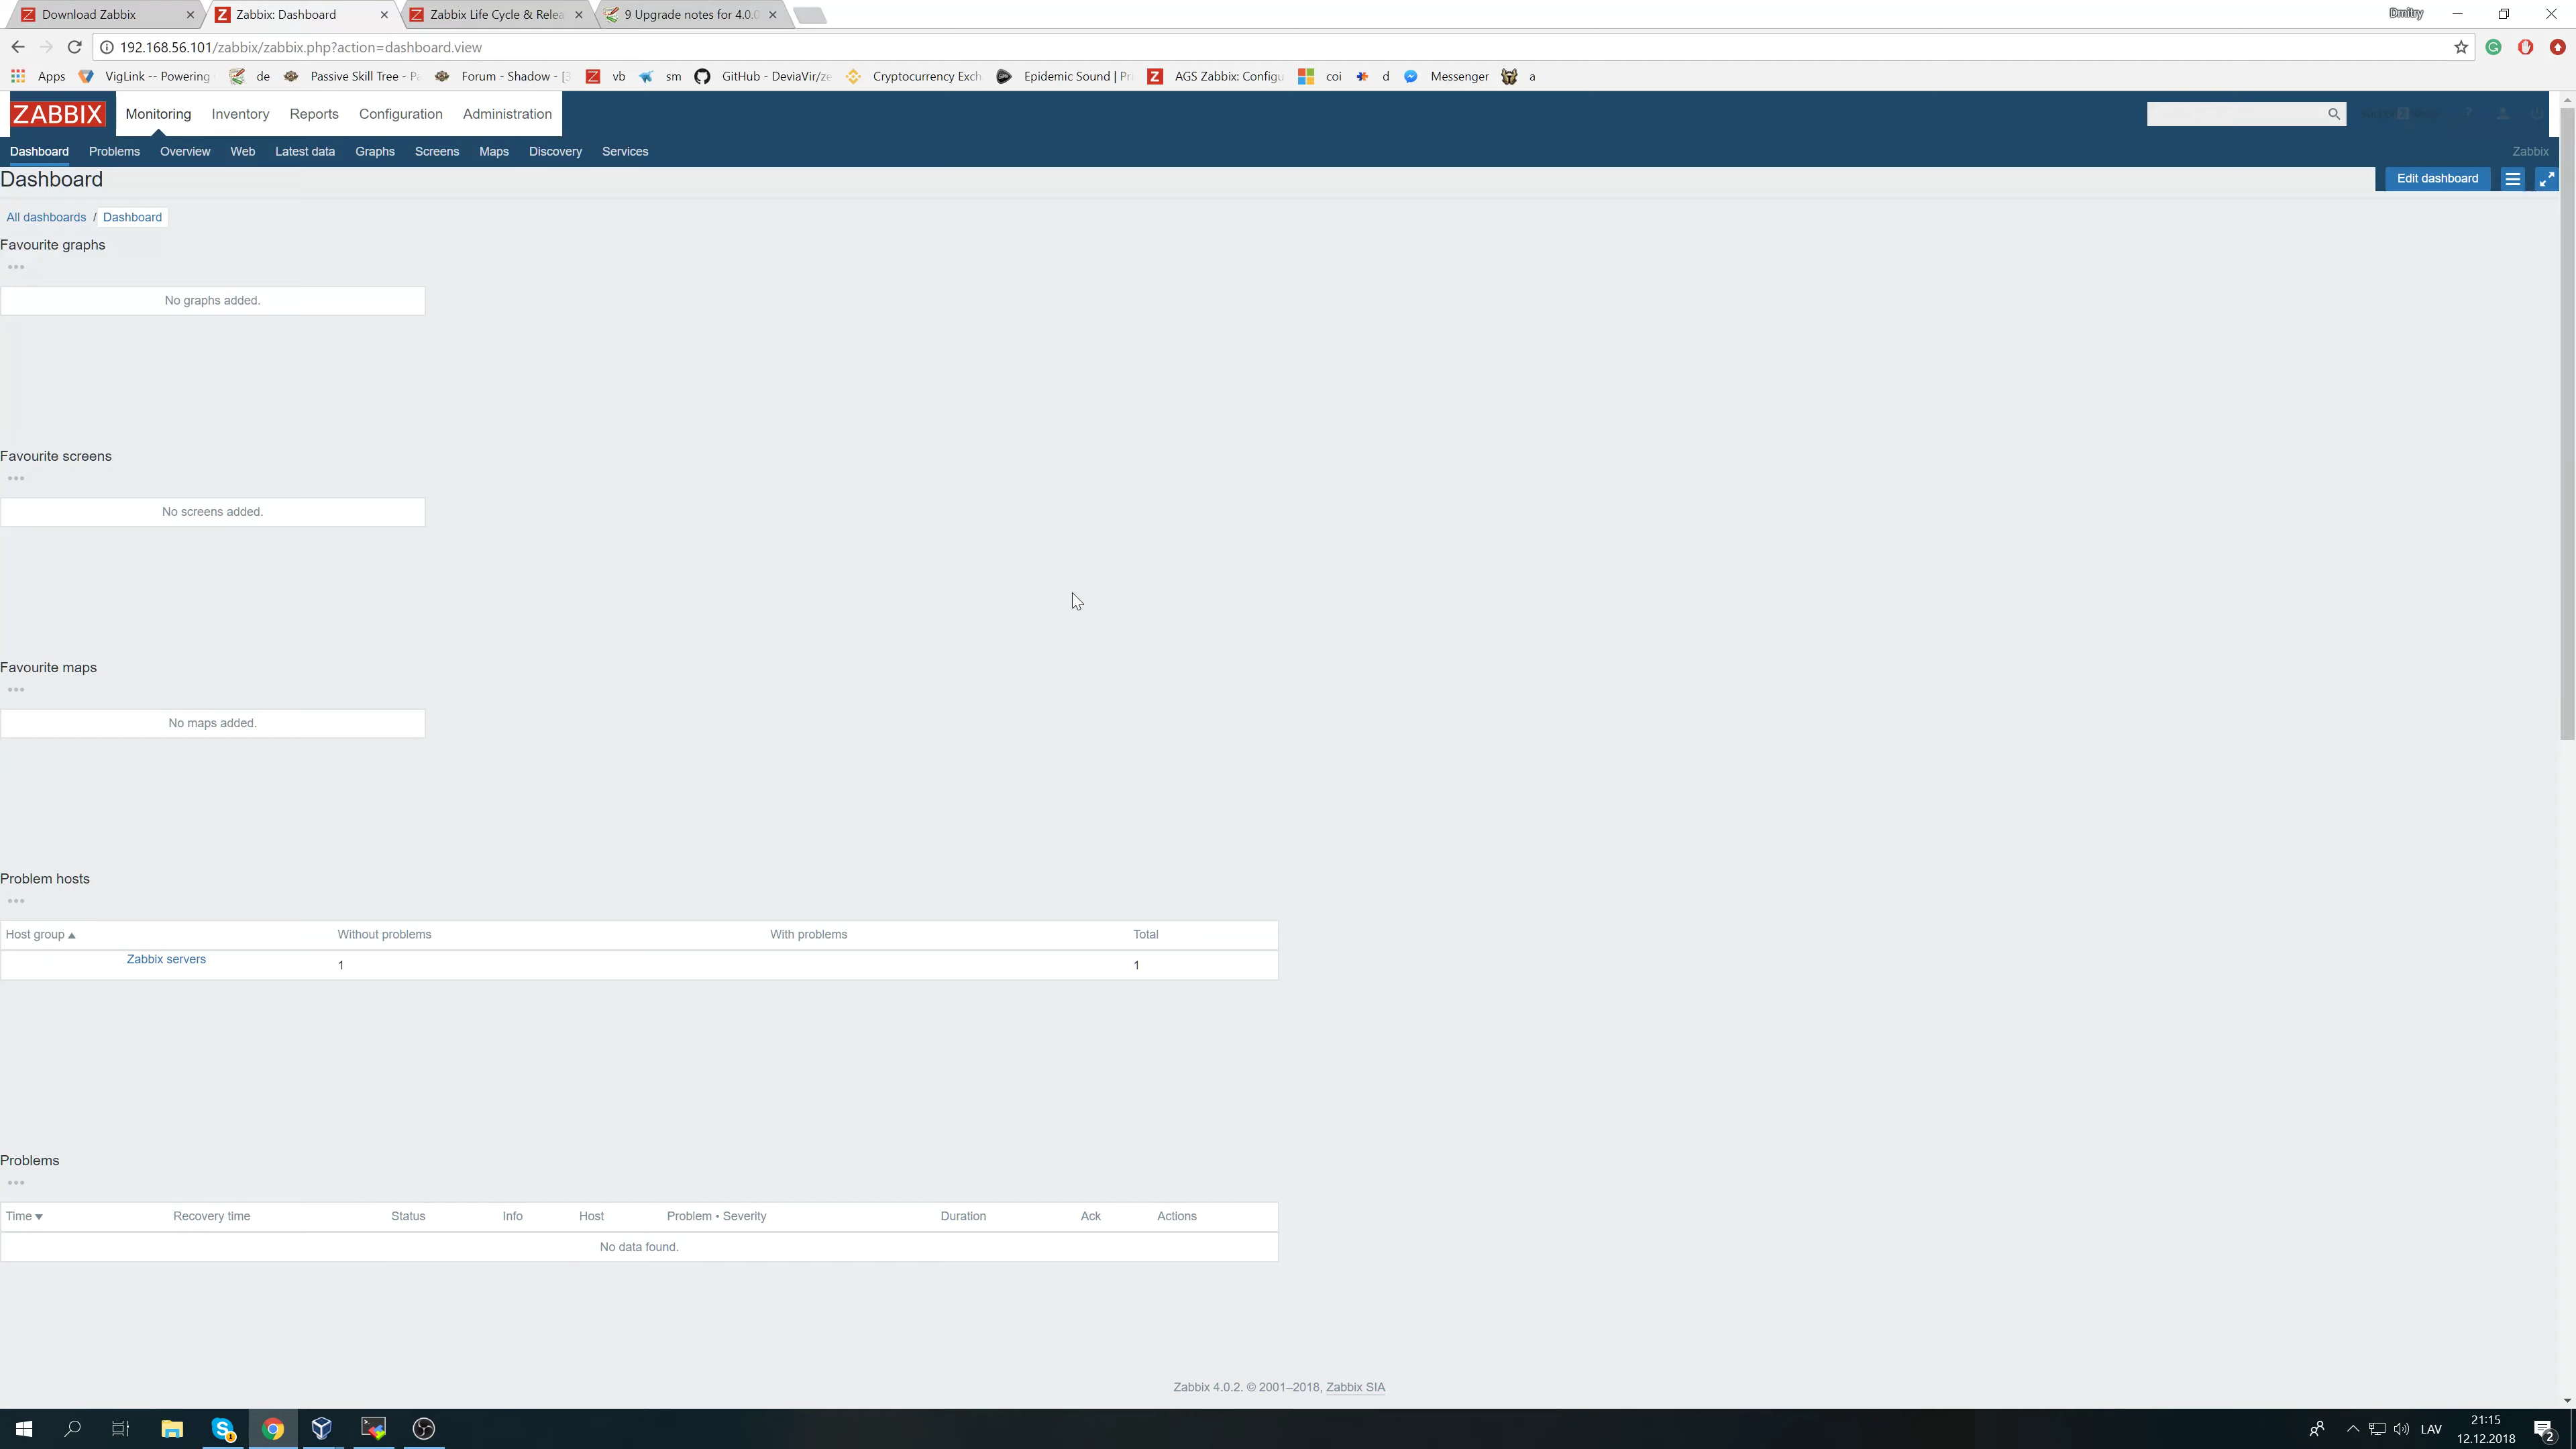 Download Zabbix
Zabbix: Dashboard
Zabbix Life Cycle & Relea
9 Upgrade notes for 4.0.0
Dmitry
192.168.56.101/zabbix/zabbix.php?action=dashboard.view
Apps
VigLink -- Powering
de
Passive Skill Tree - P
Forum - Shadow - [3
vb
sm
GitHub - DeviaVir/ze
Cryptocurrency Exch
Epidemic Sound | Pri
AGS Zabbix: Configu
coi
d
Messenger
a
ZABBIX
Monitoring Inventory Reports Configuration Administration
Dashboard Problems Overview Web Latest data Graphs Screens Maps Discovery Services
Zabbix
Dashboard
Edit dashboard
All dashboards / Dashboard
Favourite graphs
No graphs added.
Favourite screens
No screens added.
Favourite maps
No maps added.
Problem hosts
Host group Without problems With problems Total
Zabbix servers 1 1
Problems
Time Recovery time Status Info Host Problem • Severity Duration Ack Actions
No data found.
Zabbix 4.0.2. © 2001–2018, Zabbix SIA
LAV
21:15
12.12.2018
2